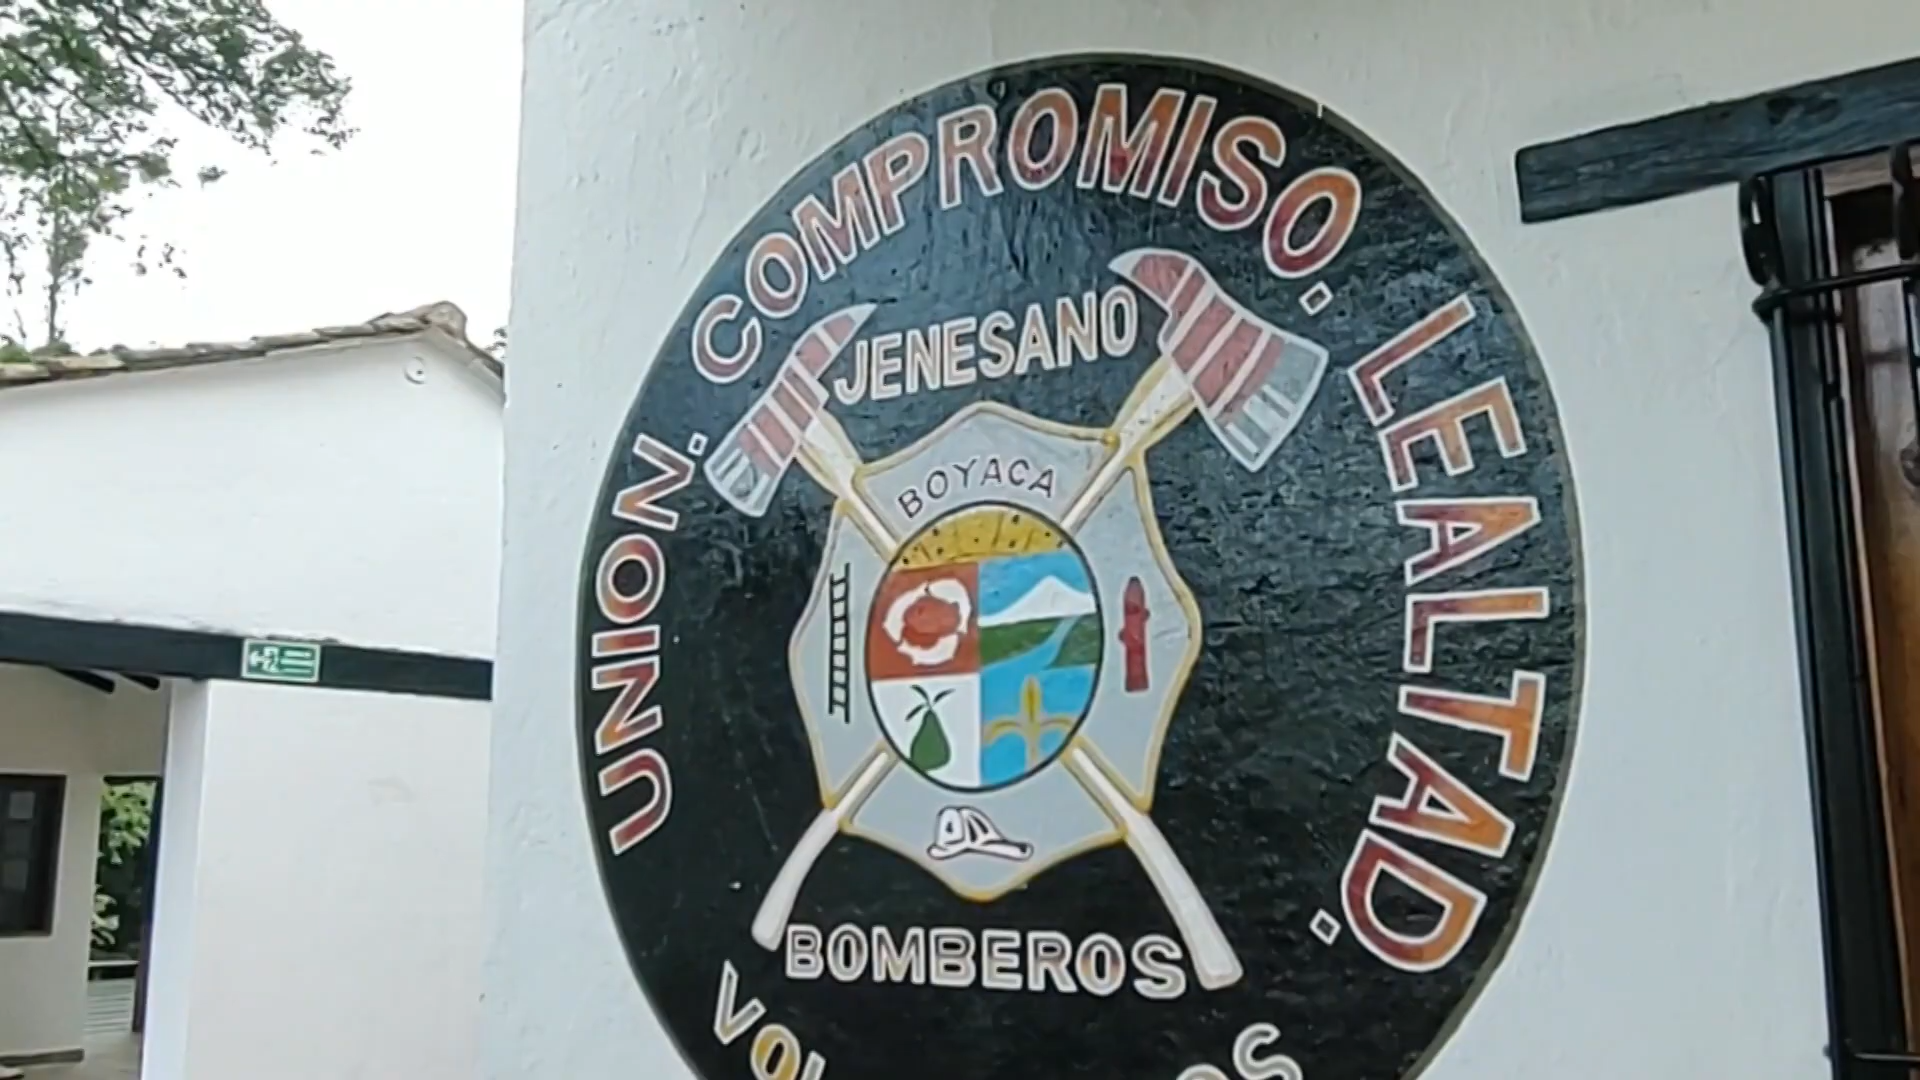 UNION. COMPROMISO. LEALTAD.
JENESANO
BOYACA
BOMBEROS